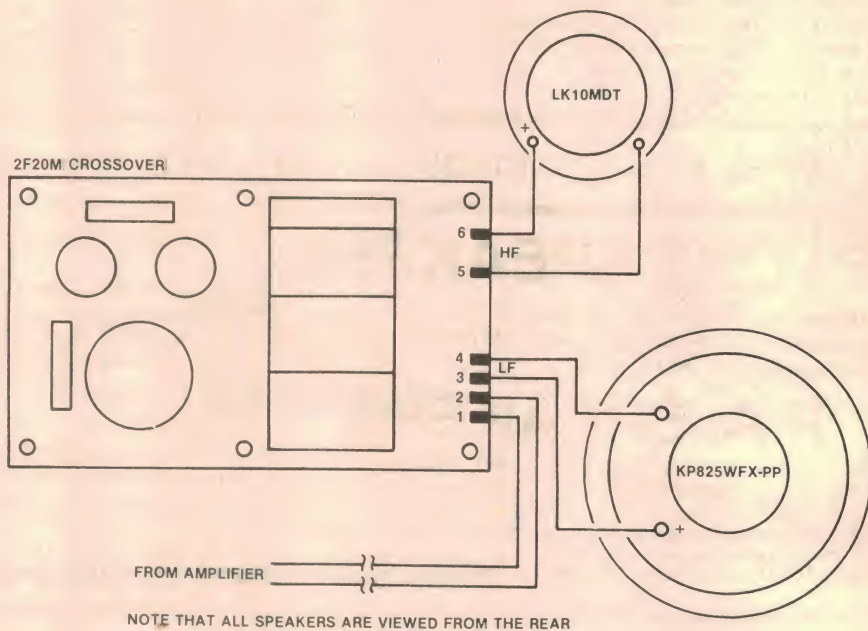 LK10MDT
+
2F20M CROSSOVER
6
HF
5
4
LF
3
2
1
KP825WFX-PP
+
FROM AMPLIFIER
NOTE THAT ALL SPEAKERS ARE VIEWED FROM THE REAR